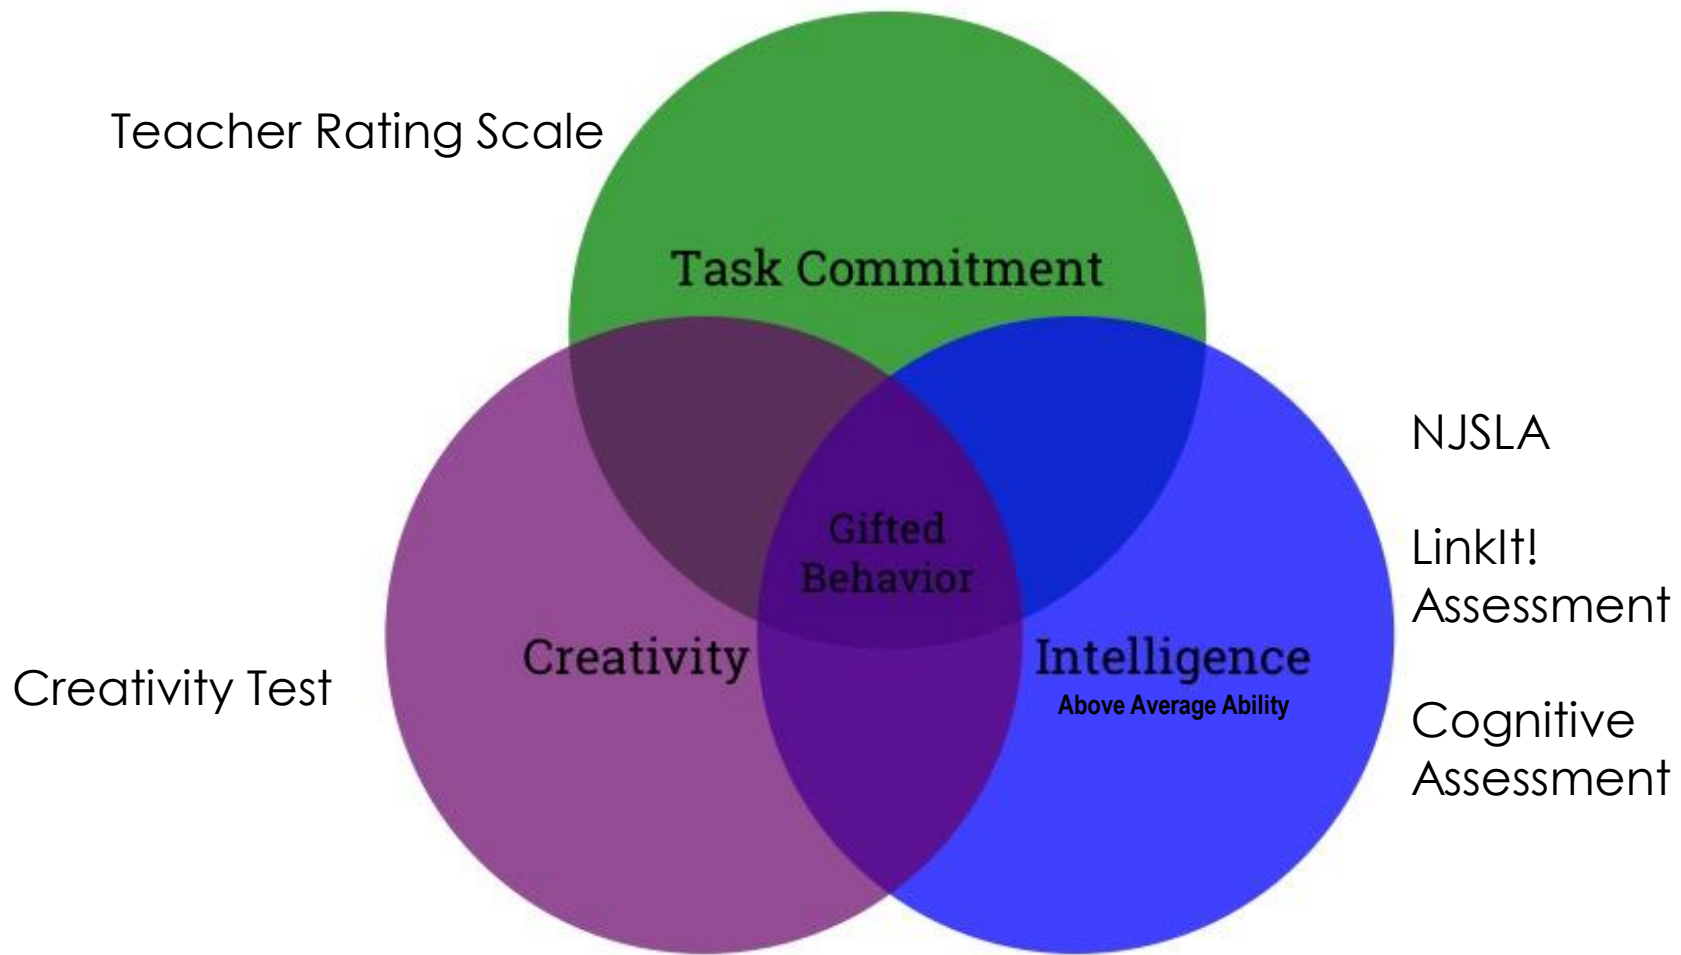 Teacher Rating Scale
Task Commitment
NJSLA
Gifted
Behavior
LinkIt!
Assessment
Creativity
Intelligence
Above Average Ability
Creativity Test
Cognitive
Assessment